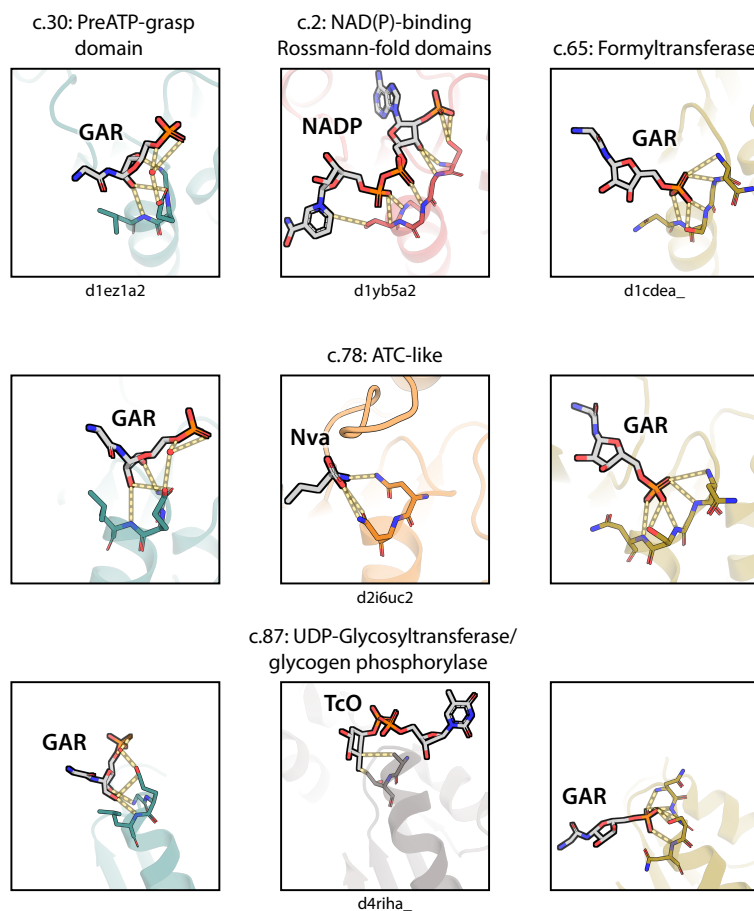 c.30: PreATP-grasp
domain
c.2: NAD(P)-binding
Rossmann-fold domains
c.65: Formyltransferase
GAR
NADP
GAR
d1ez1a2
d1yb5a2
d1cdea_
c.78: ATC-like
GAR
Nva
GAR
d2i6uc2
c.87: UDP-Glycosyltransferase/
glycogen phosphorylase
GAR
TcO
GAR
d4riha_